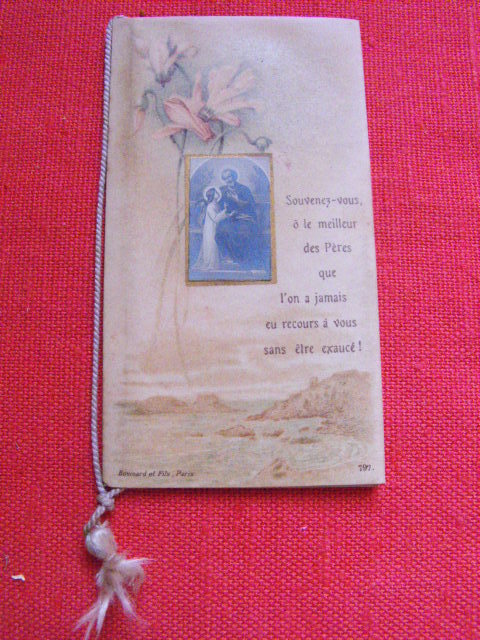 Souvenez-vous,
ô le meilleur
des Pères
que
l'on a jamais
eu recours à vous
sans être exaucé !
Bouasard et Fils, Paris
797.